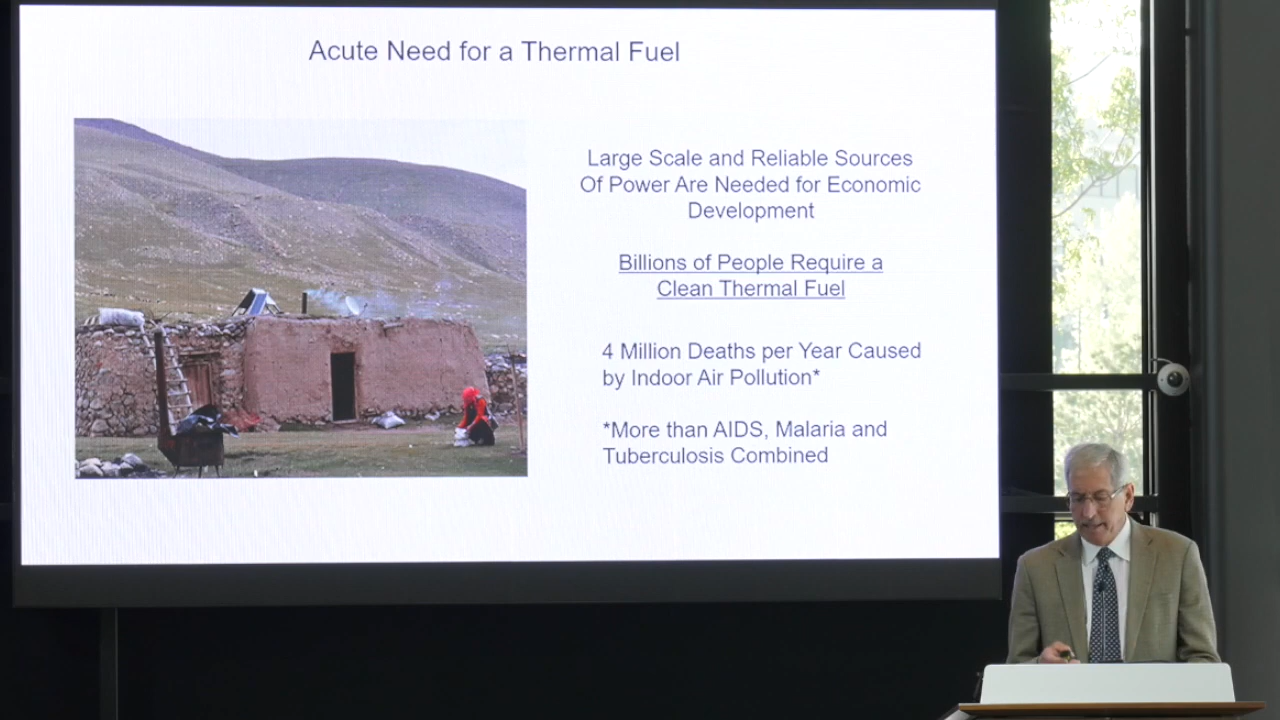 Acute Need for a Thermal Fuel
Large Scale and Reliable Sources
Of Power Are Needed for Economic
Development
Billions of People Require a
Clean Thermal Fuel
4 Million Deaths per Year Caused
by Indoor Air Pollution*
*More than AIDS, Malaria and
Tuberculosis Combined